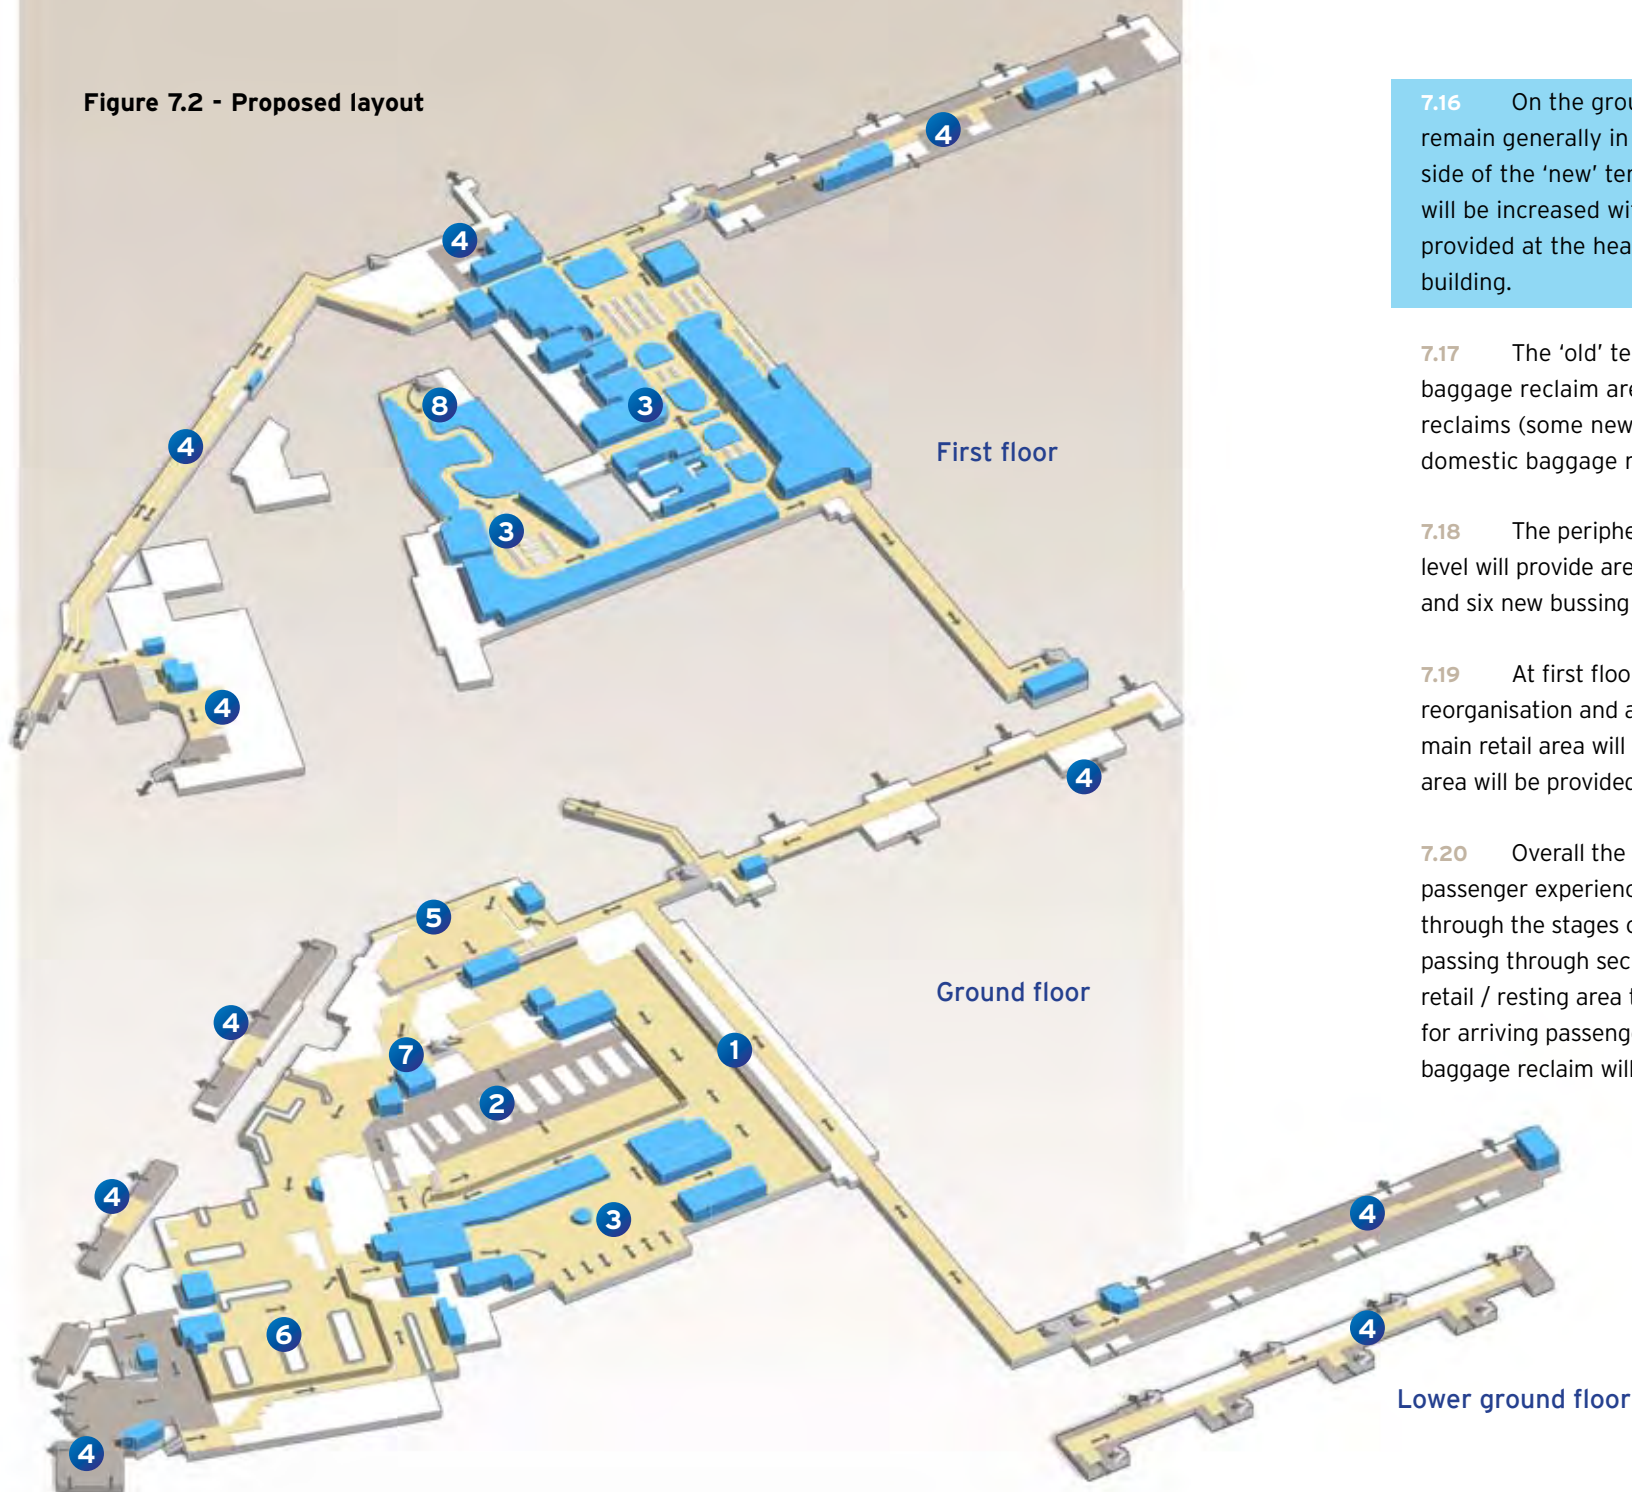 Figure 7.2 - Proposed layout
4
4
8
3
4
First floor
3
4
4
5
Ground floor
4
1
7
2
4
3
4
6
4
4
Lower ground floor
4
7.16 On the grou
remain generally in
side of the ‘new’ ter
will be increased wi
provided at the hea
building.
7.17 The ‘old’ te
baggage reclaim are
reclaims (some new
domestic baggage r
7.18 The periphe
level will provide are
and six new bussing
7.19 At first floo
reorganisation and a
main retail area will
area will be provided
7.20 Overall the
passenger experienc
through the stages o
passing through sec
retail / resting area t
for arriving passeng
baggage reclaim will